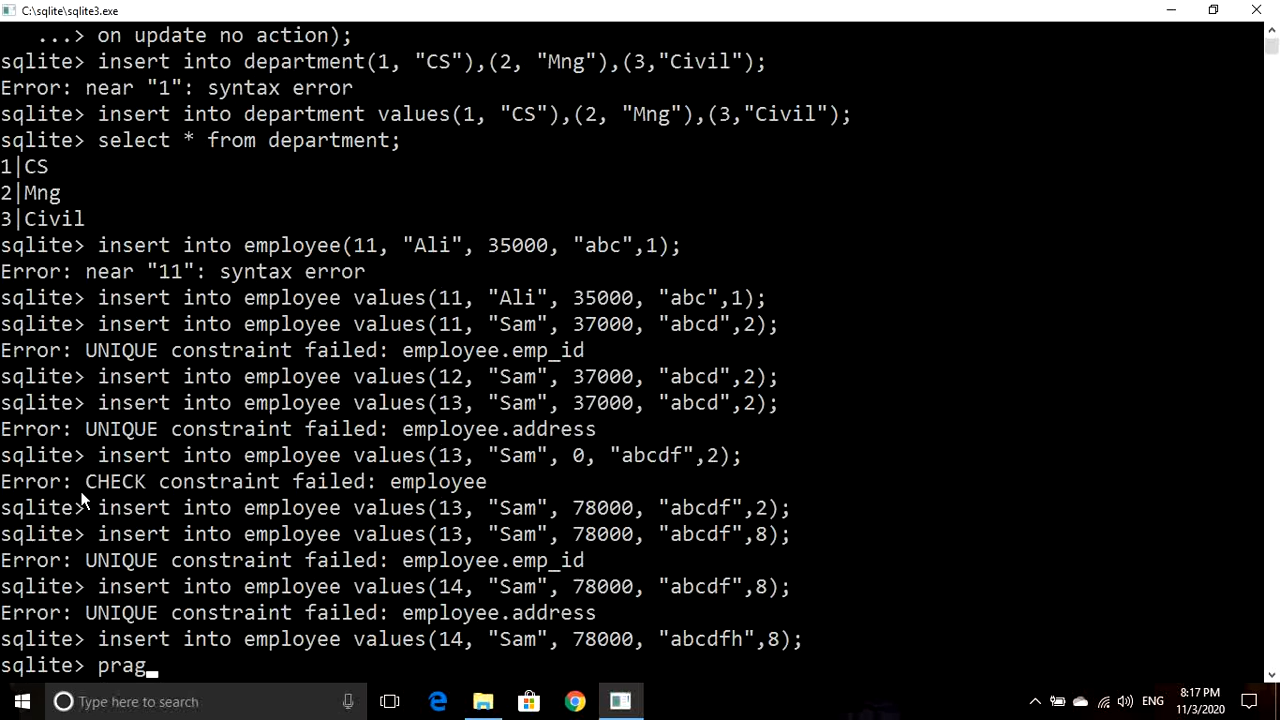 C:\sqlite\sqlite3.exe
...> on update no action);
sqlite> insert into department(1, "CS"),(2, "Mng"),(3,"Civil");
Error: near "1": syntax error
sqlite> insert into department values(1, "CS"),(2, "Mng"),(3,"Civil");
sqlite> select * from department;
1|CS
2|Mng
3|Civil
sqlite> insert into employee(11, "Ali", 35000, "abc",1);
Error: near "11": syntax error
sqlite> insert into employee values(11, "Ali", 35000, "abc",1);
sqlite> insert into employee values(11, "Sam", 37000, "abcd",2);
Error: UNIQUE constraint failed: employee.emp_id
sqlite> insert into employee values(12, "Sam", 37000, "abcd",2);
sqlite> insert into employee values(13, "Sam", 37000, "abcd",2);
Error: UNIQUE constraint failed: employee.address
sqlite> insert into employee values(13, "Sam", 0, "abcdf",2);
Error: CHECK constraint failed: employee
sqlite> insert into employee values(13, "Sam", 78000, "abcdf",2);
sqlite> insert into employee values(13, "Sam", 78000, "abcdf",8);
Error: UNIQUE constraint failed: employee.emp_id
sqlite> insert into employee values(14, "Sam", 78000, "abcdf",8);
Error: UNIQUE constraint failed: employee.address
sqlite> insert into employee values(14, "Sam", 78000, "abcdfh",8);
sqlite> prag
Type here to search
ENG
8:17 PM
11/3/2020